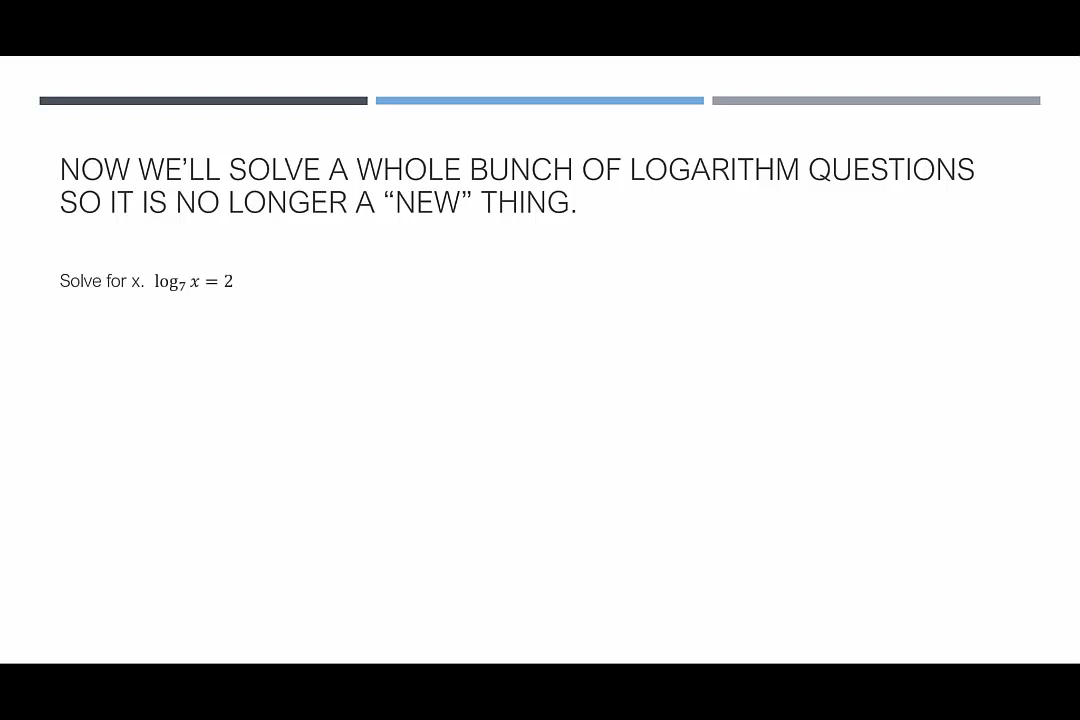 NOW WE’LL SOLVE A WHOLE BUNCH OF LOGARITHM QUESTIONS
SO IT IS NO LONGER A “NEW” THING.
Solve for x. log₇ x = 2